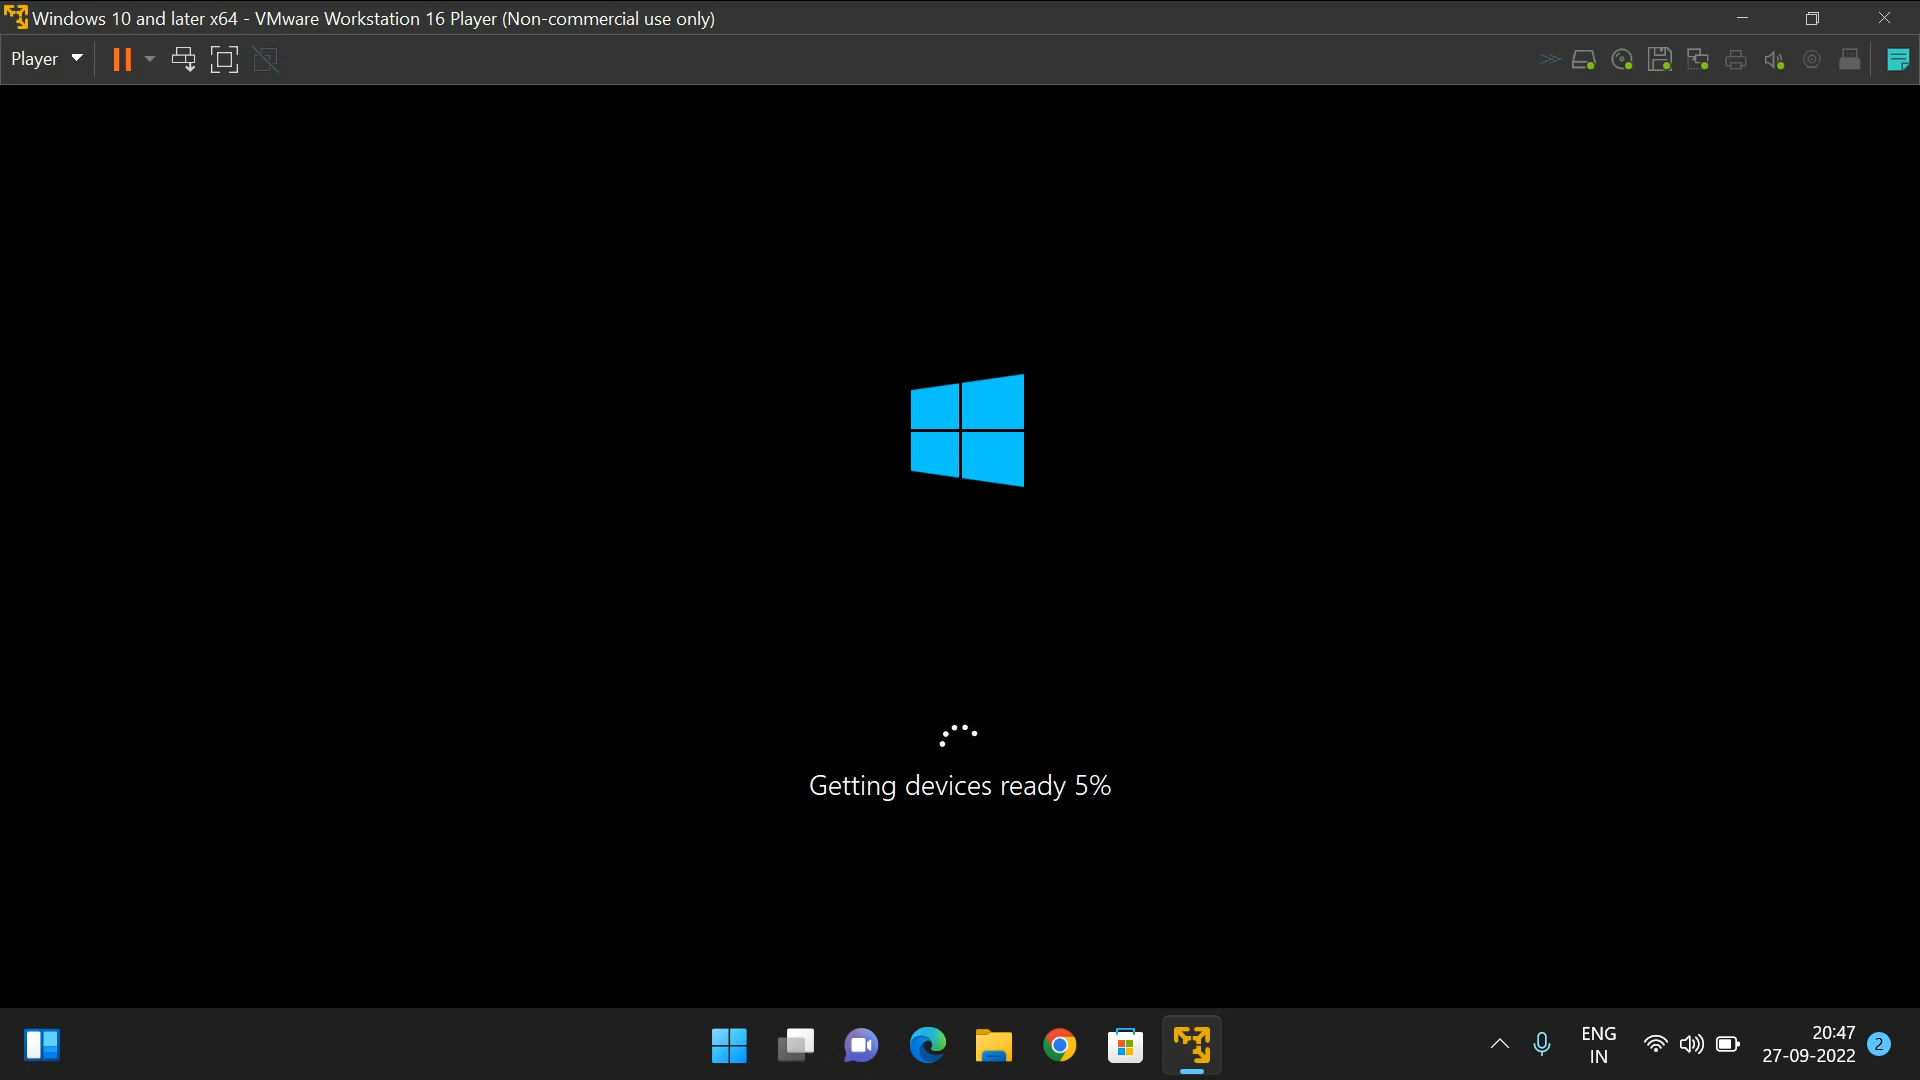 Windows 10 and later x64 - VMware Workstation 16 Player (Non-commercial use only)
Player
Getting devices ready 5%
ENG
IN
20:47
27-09-2022
2